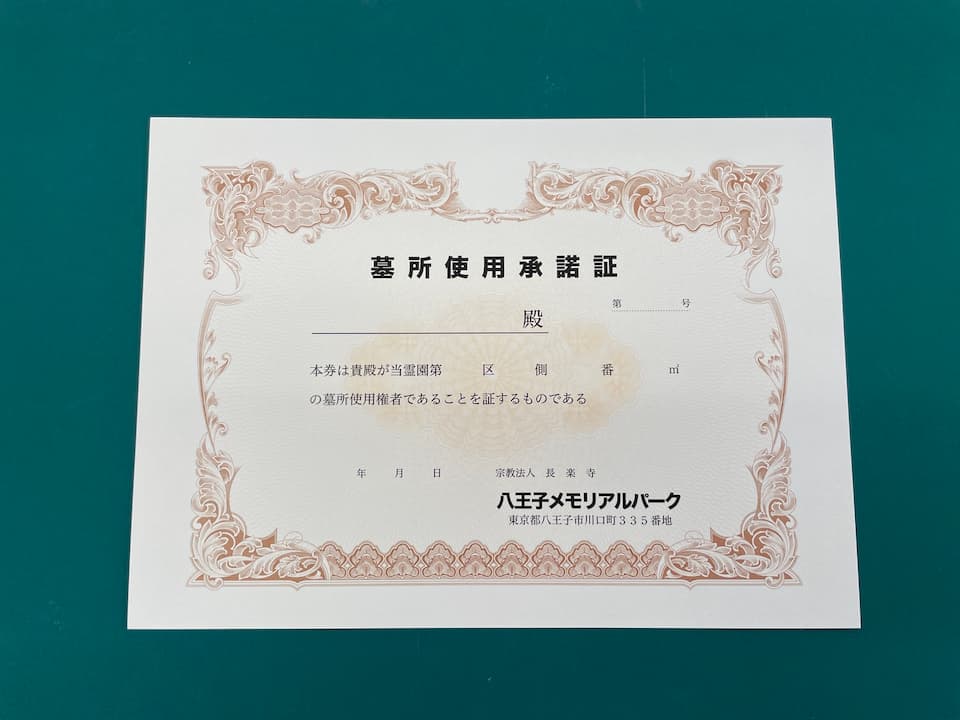 墓所使用承諾証
第　　　号
殿
本券は貴殿が当霊園第　　区　　側　　番　　㎡
の墓所使用権者であることを証するものである
年　月　日　　宗教法人　長　楽　寺
八王子メモリアルパーク
東京都八王子市川口町３３５番地